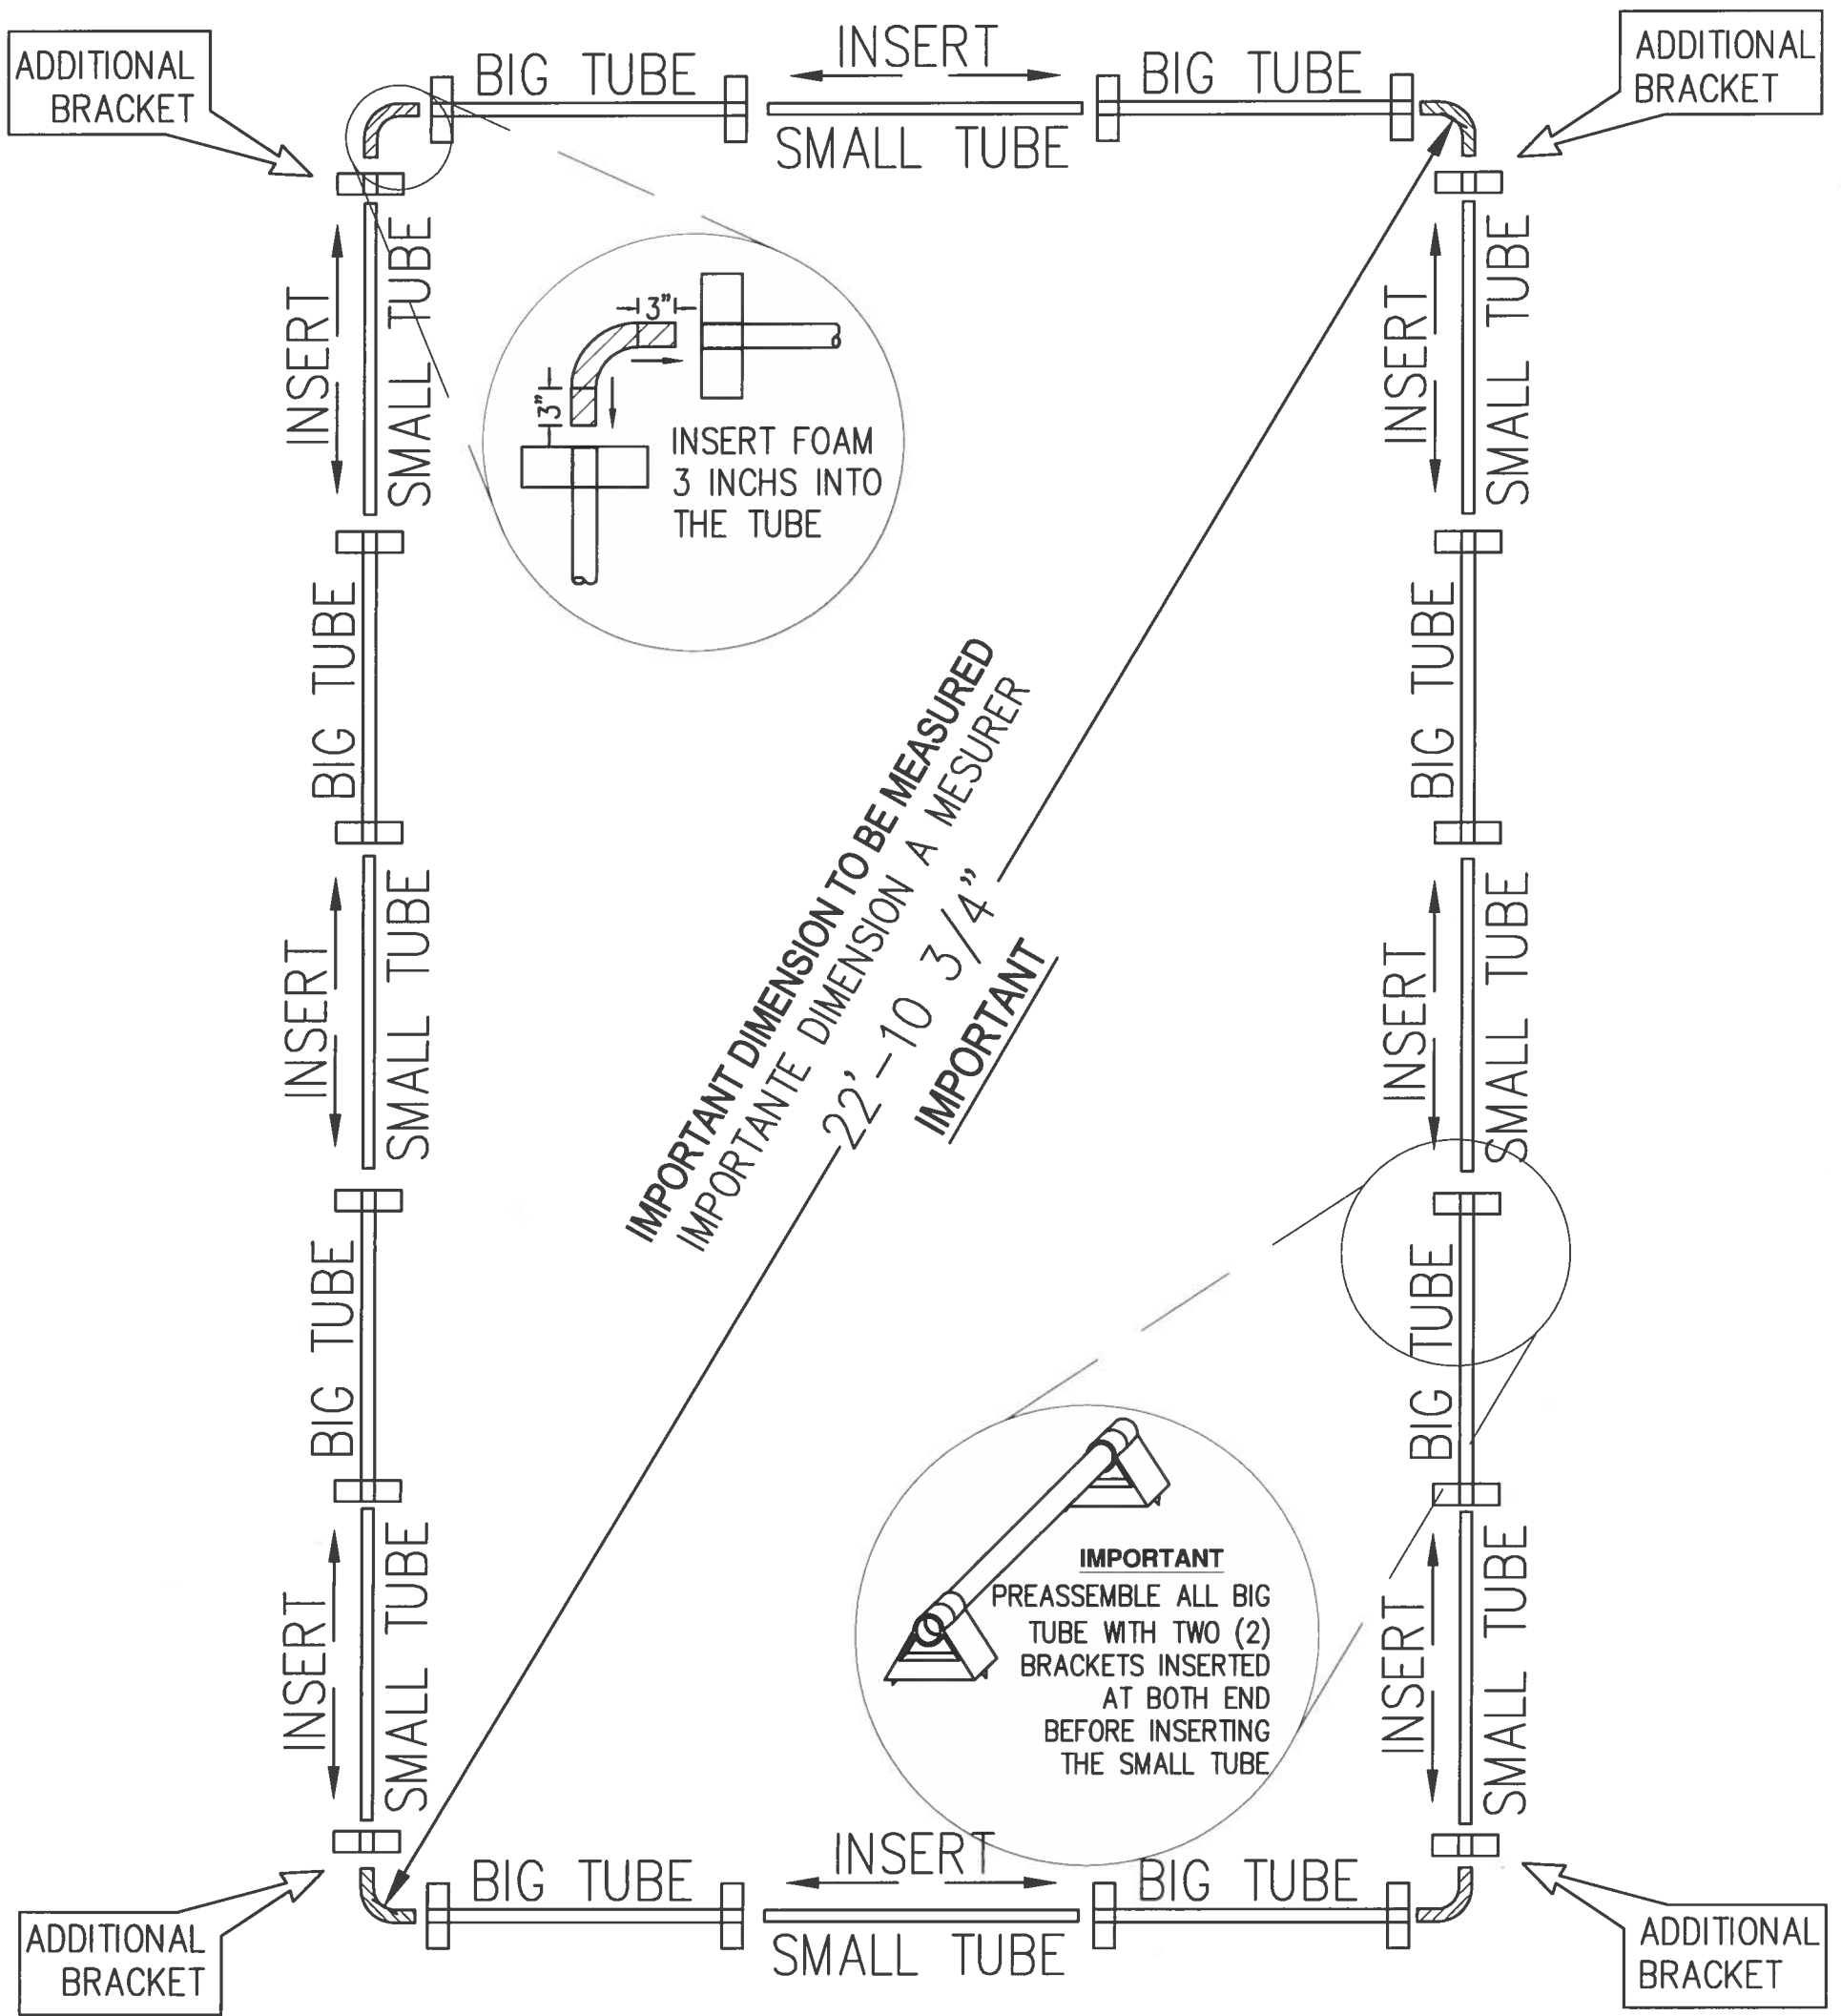 ADDITIONAL
BRACKET
BIG TUBE
INSERT
SMALL TUBE
BIG TUBE
ADDITIONAL
BRACKET
INSERT
SMALL TUBE
3"
3"
INSERT FOAM
3 INCHS INTO
THE TUBE
INSERT
SMALL TUBE
BIG TUBE
BIG TUBE
IMPORTANT DIMENSION TO BE MEASURED
IMPORTANTE DIMENSION A MESURER
22'-10 3/4"
IMPORTANT
INSERT
SMALL TUBE
INSERT
SMALL TUBE
BIG TUBE
BIG TUBE
IMPORTANT
PREASSEMBLE ALL BIG
TUBE WITH TWO (2)
BRACKETS INSERTED
AT BOTH END
BEFORE INSERTING
THE SMALL TUBE
INSERT
SMALL TUBE
INSERT
SMALL TUBE
ADDITIONAL
BRACKET
BIG TUBE
INSERT
SMALL TUBE
BIG TUBE
ADDITIONAL
BRACKET